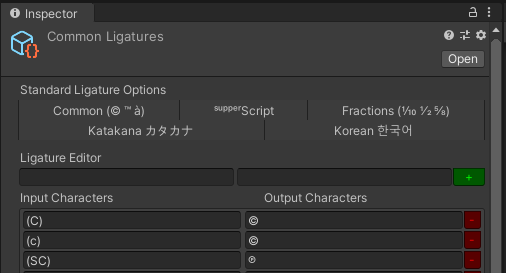 Inspector
Common Ligatures
Open
Standard Ligature Options
Common (© ™ à)
ˢᵘᵖᵖᵉʳScript
Fractions (⅒ ½ ⅝)
Katakana カタカナ
Korean 한국어
Ligature Editor
+
Input Characters Output Characters
(C) © -
(c) © -
(SC) ℗ -